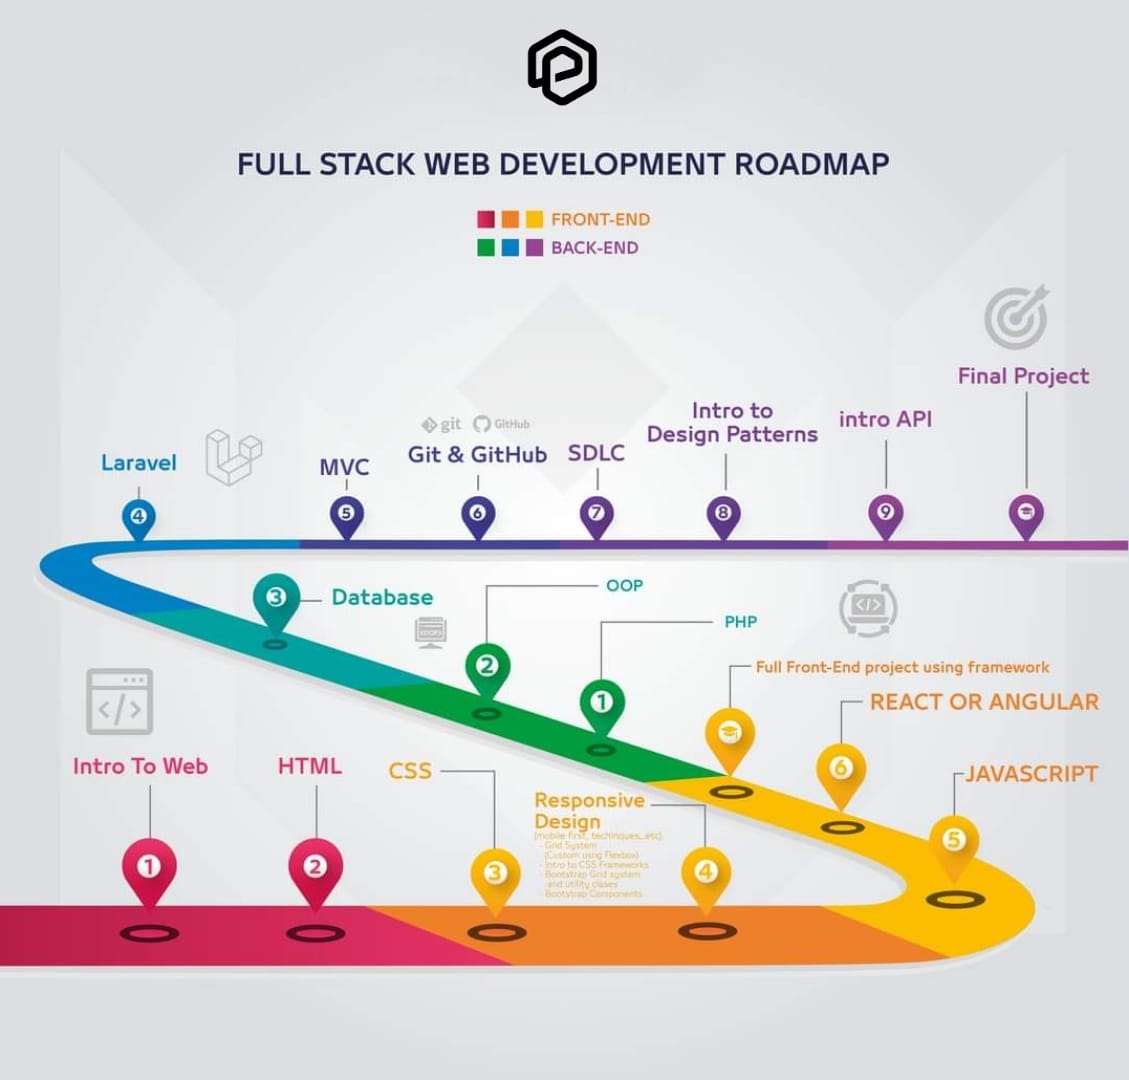 FULL STACK WEB DEVELOPMENT ROADMAP
FRONT-END
BACK-END
Final Project
Intro to
Design Patterns
intro API
git
GitHub
Git & GitHub
SDLC
Laravel
MVC
4
5
6
7
8
9
3
Database
OOP
PHP
2
1
</>
Full Front-End project using framework
REACT OR ANGULAR
6
</>
Intro To Web
HTML
CSS
JAVASCRIPT
Responsive
Design
(mobile first, techinques,.etc).
- Grid System
(Custom using Flexbox)
- Intro to CSS Frameworks
- Bootstrap Grid system
and utility clases
- Bootstrap Components
1
2
3
4
5